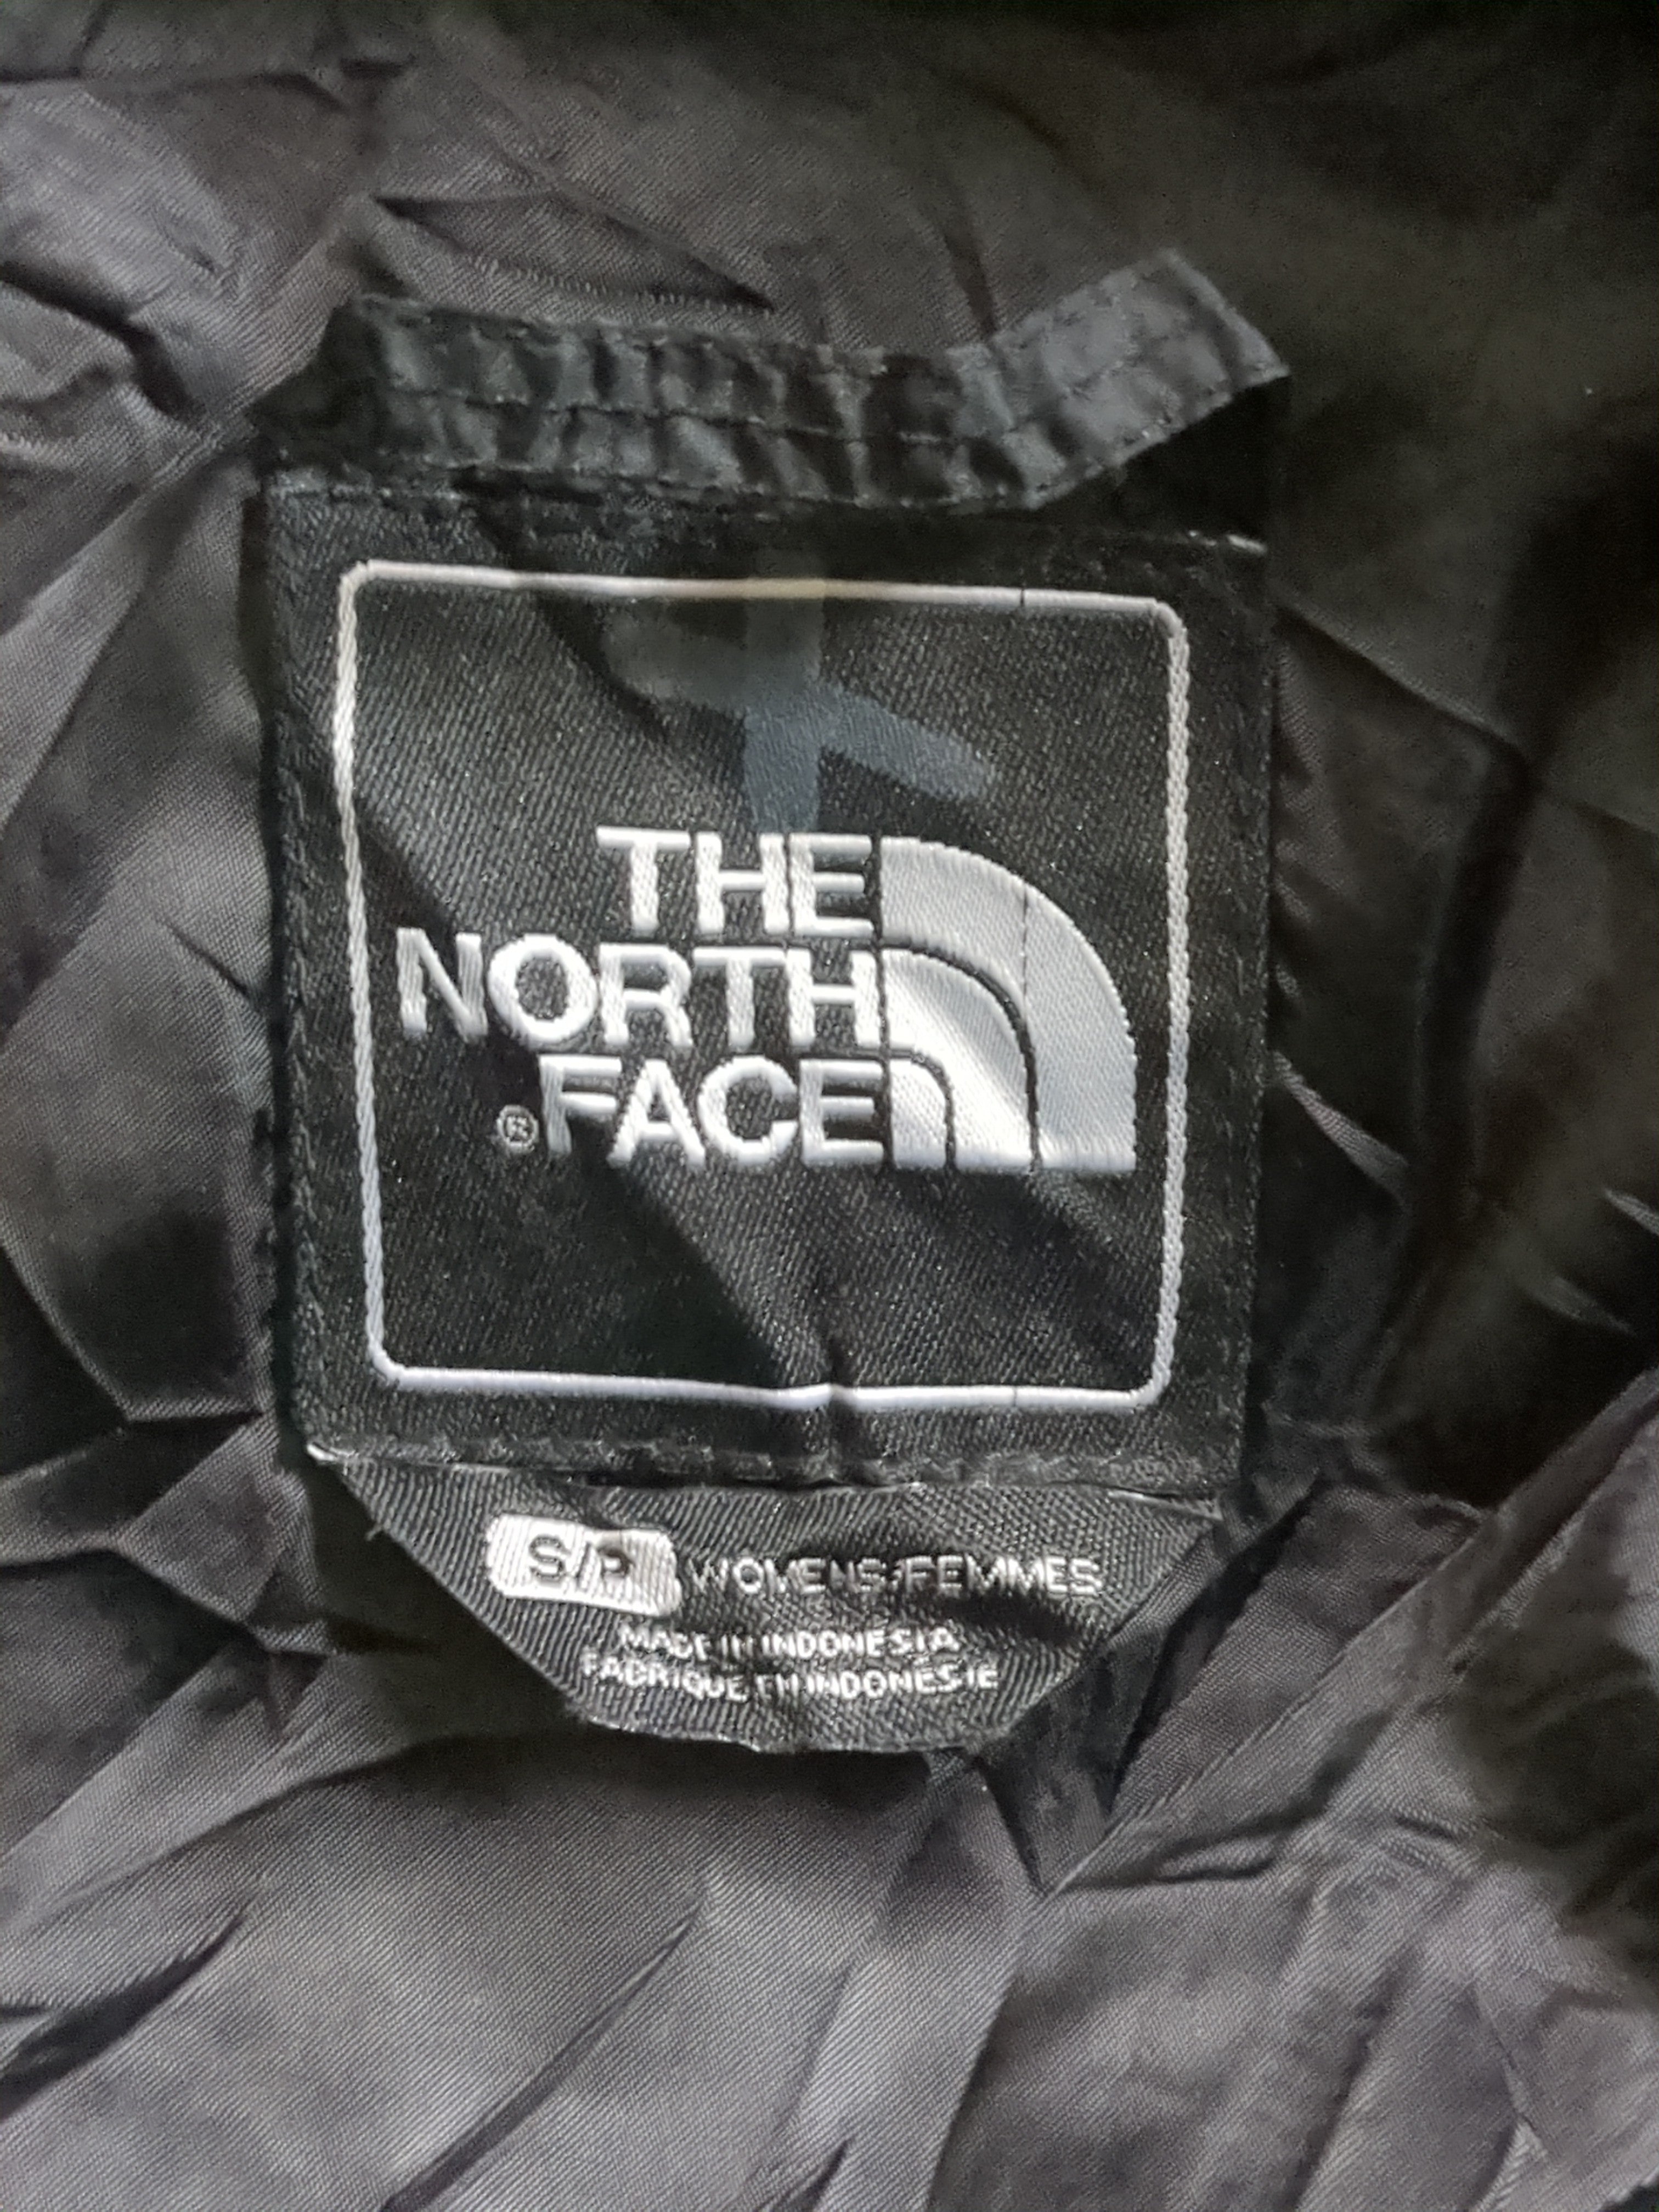 THE
NORTH
FACE
®
S/P WOMENS/FEMMES
MADE IN INDONESIA
FABRIQUE EN INDONESIE